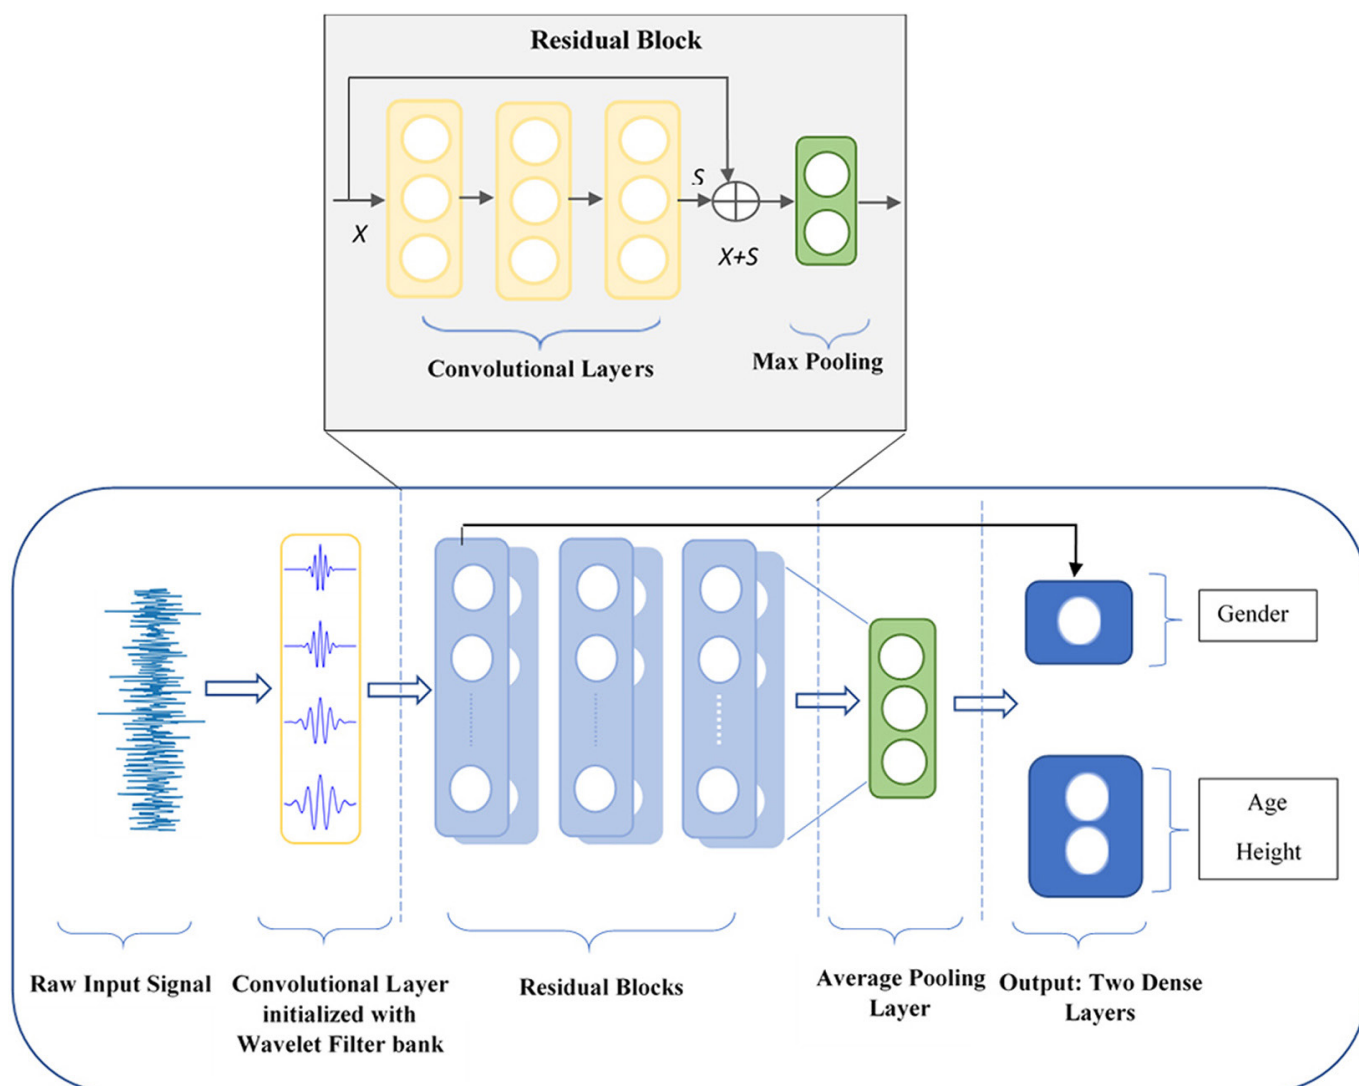 Residual Block
S
X
X+S
Convolutional Layers
Max Pooling
Gender
Age
Height
Raw Input Signal
Convolutional Layer
initialized with
Wavelet Filter bank
Residual Blocks
Average Pooling
Layer
Output: Two Dense
Layers